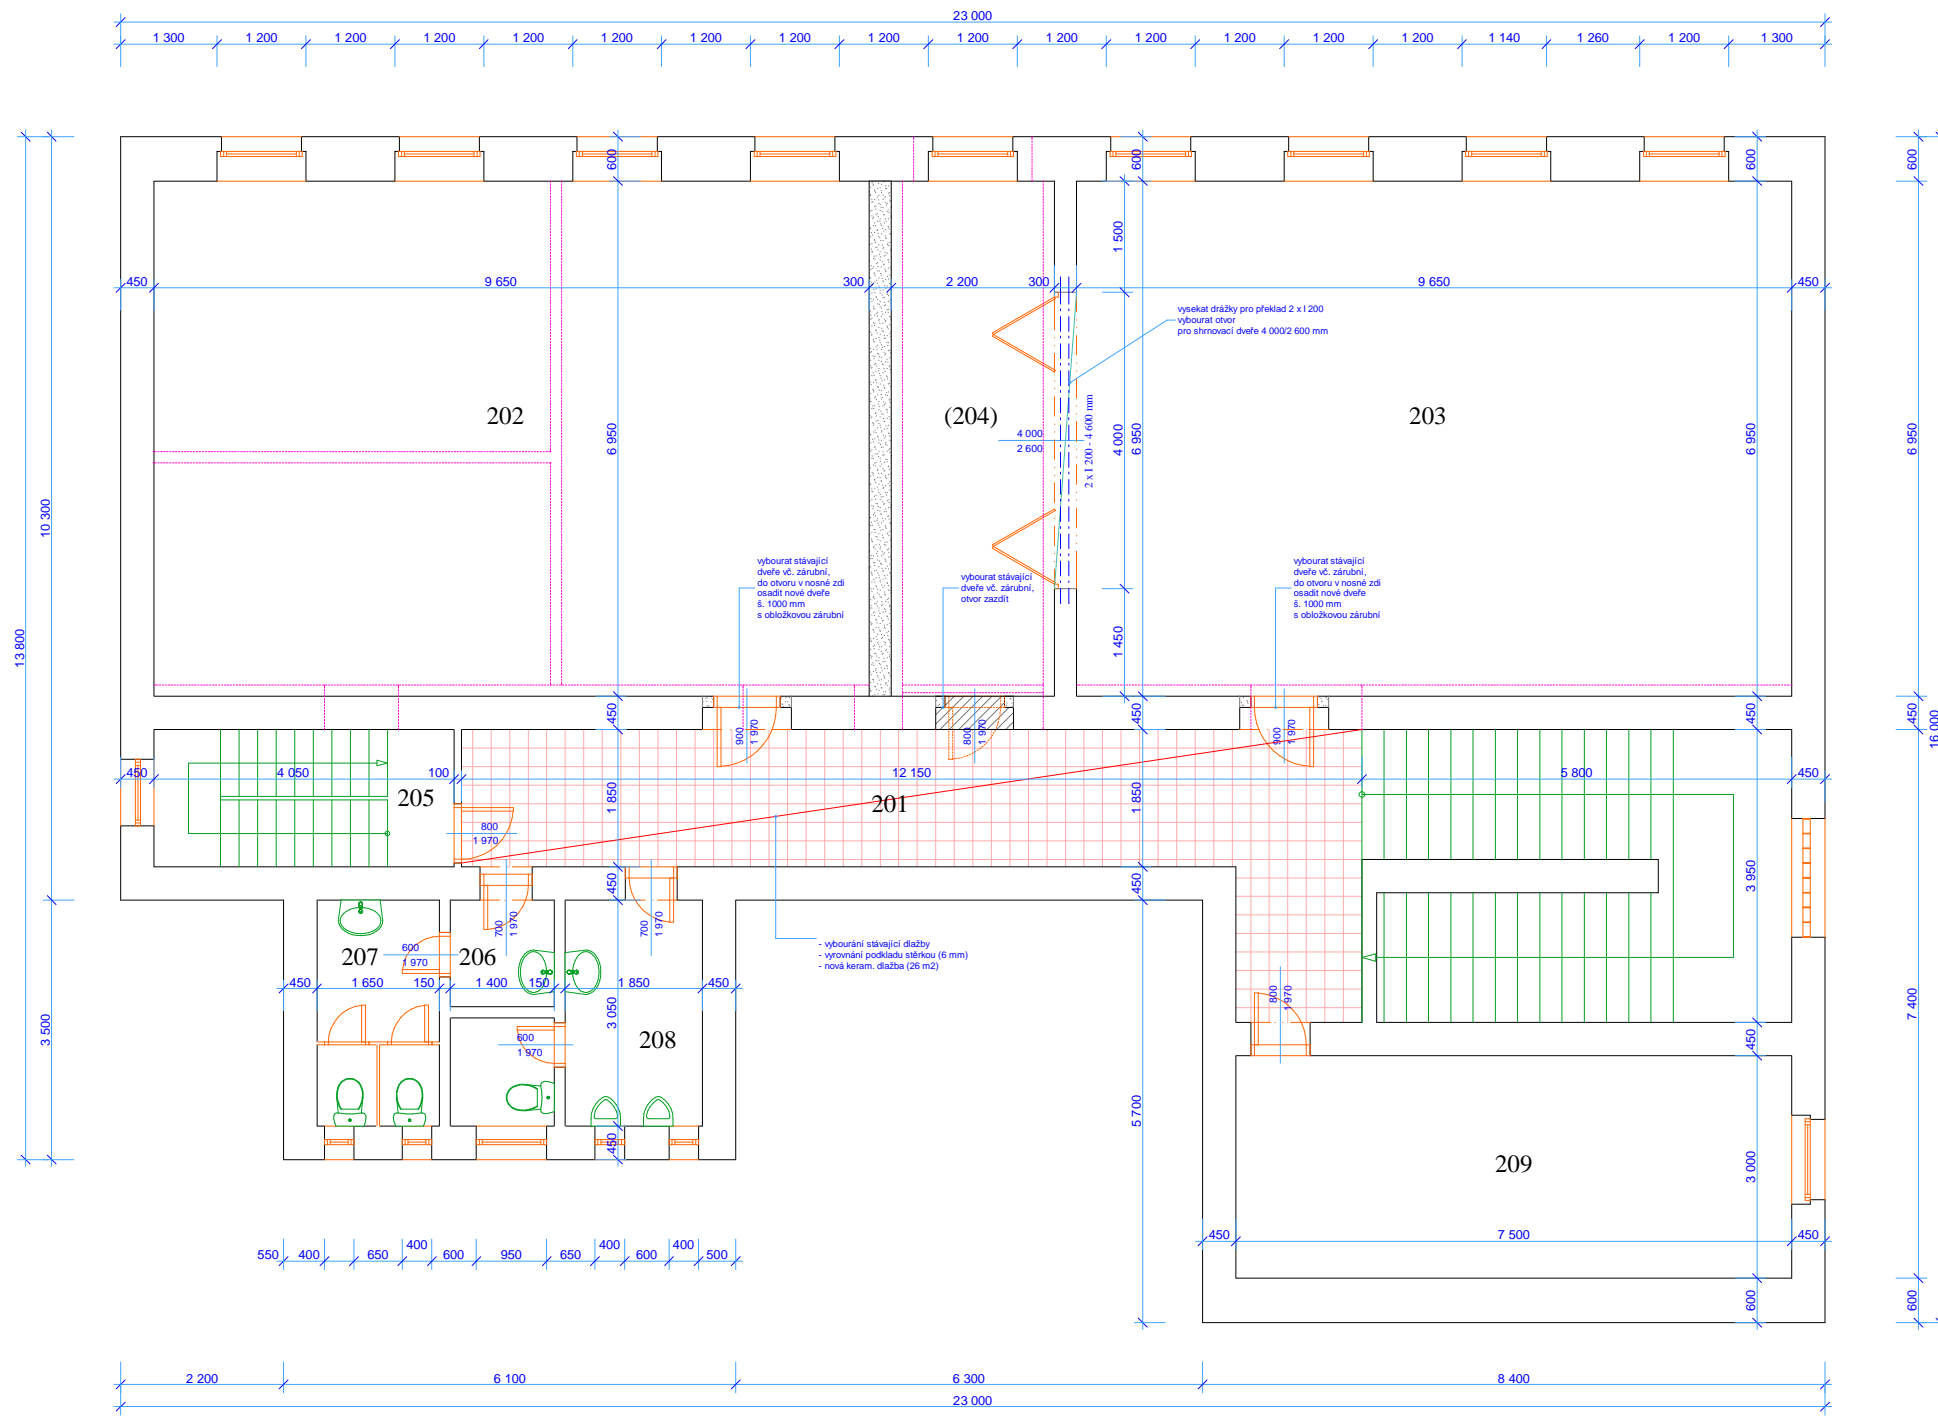 23 000
1 300 1 200 1 200 1 200 1 200 1 200 1 200 1 200 1 200 1 200 1 200 1 200 1 200 1 200 1 200 1 140 1 260 1 200 1 300
600 600 600 600
1 500
450 9 650 300 2 200 300 9 650 450
vysekat drážky pro překlad 2 x I 200
vybourat otvor
pro shrnovací dveře 4 000/2 600 mm
202
(204)
203
4 000
2 600
2 x I 200 - 4 600 mm
4 000
6 950
6 950
6 950
6 950
10 300
13 800
vybourat stávající
dveře vč. zárubní,
do otvoru v nosné zdi
osadit nové dveře
š. 1000 mm
s obložkovou zárubní
vybourat stávající
dveře vč. zárubní,
otvor zazdít
vybourat stávající
dveře vč. zárubní,
do otvoru v nosné zdi
osadit nové dveře
š. 1000 mm
s obložkovou zárubní
1 450
450 450 450 450
16 000
900
1 970
800
1 970
900
1 970
450 4 050 100 12 150 5 800 450
205
1 850
201
1 850
800
1 970
450 450
3 950
700
1 970
700
1 970
207
600
1 970
206
- vybourání stávající dlažby
- vyrovnání podkladu stěrkou (6 mm)
- nová keram. dlažba (26 m2)
450 1 650 150 1 400 150 1 850 450
800
1 970
3 050
3 500
7 400
600
1 970
208
450
450
5 700
209
3 000
450 7 500 450
550 400 650 400 600 950 650 400 600 400 500
600 600
2 200 6 100 6 300 8 400
23 000